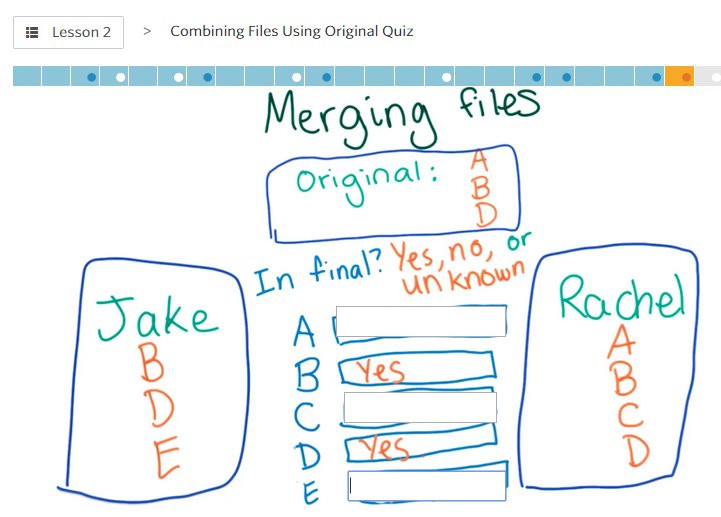 Lesson 2 > Combining Files Using Original Quiz
Merging files
Original: A
B
D
In final? Yes, no, or
unknown
Jake
B
D
E
A
B Yes
C
D Yes
E
Rachel
A
B
C
D